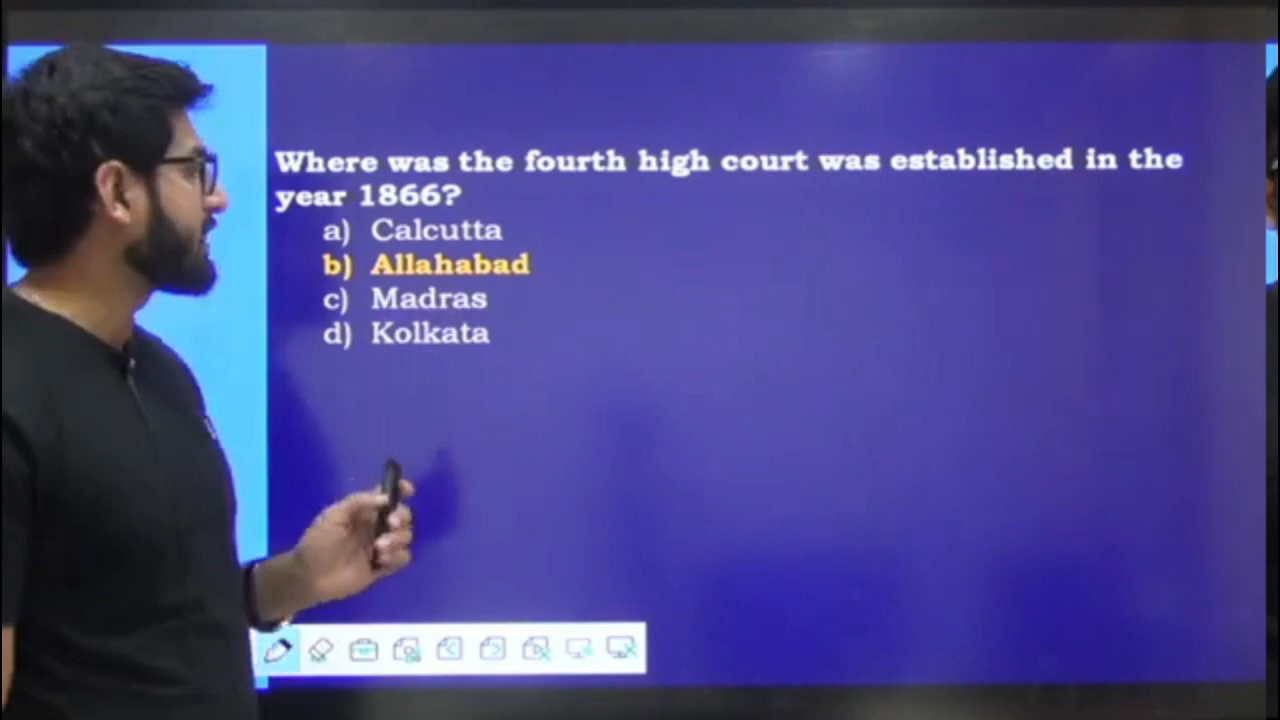 Where was the fourth high court was established in the
year 1866?
a) Calcutta
b) Allahabad
c) Madras
d) Kolkata